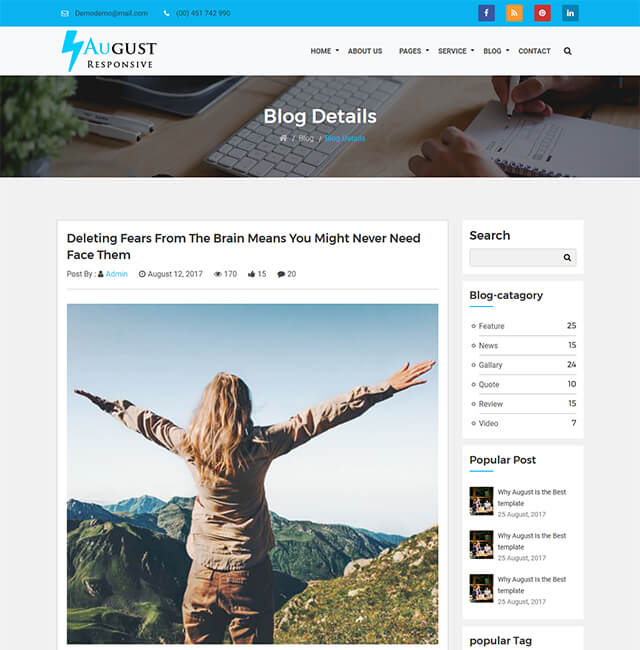 Demodemo@mail.com (00) 451 742 990
AUGUST
RESPONSIVE
HOME ABOUT US PAGES SERVICE BLOG CONTACT
Blog Details
/ Blog / Blog Details
Deleting Fears From The Brain Means You Might Never Need
Face Them
Post By : Admin August 12, 2017 170 15 20
Search
Blog-catagory
Feature 25
News 15
Gallary 24
Quote 10
Review 15
Video 7
Popular Post
Why August Is the Best
template
25 August, 2017
Why August Is the Best
template
25 August, 2017
Why August Is the Best
template
25 August, 2017
popular Tag